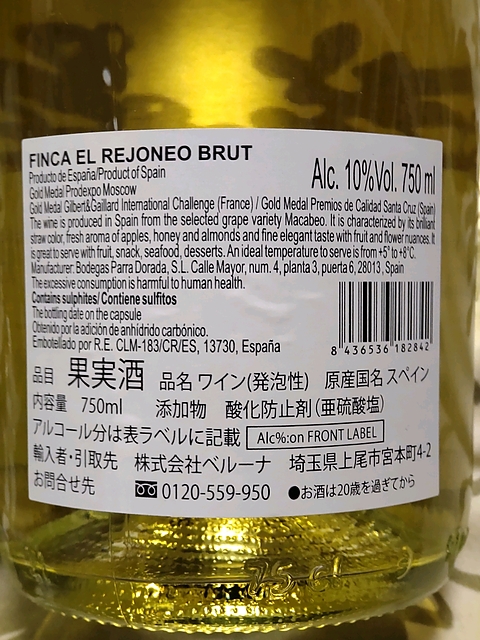 FINCA EL REJONEO BRUT
Producto de España/Product of Spain
Alc. 10%Vol. 750 ml
Gold Medal Prodexpo Moscow
Gold Medal Gilbert&Gaillard International Challenge (France) / Gold Medal Premios de Calidad Santa Cruz (Spain)
The wine is produced in Spain from the selected grape variety Macabeo. It is characterized by its brilliant
straw color, fresh aroma of apples, honey and almonds and fine elegant taste with fruit and flower nuances. It
is great to serve with fruit, snack, seafood, desserts. An ideal temperature to serve is from +5° to +8°C.
Manufacturer: Bodegas Parra Dorada, S.L. Calle Mayor, num. 4, planta 3, puerta 6, 28013, Spain
The excessive consumption is harmful to human health.
Contains sulphites/ Contiene sulfitos
The bottling date on the capsule
Obtenido por la adición de anhidrido carbónico.
Embotellado por R.E. CLM-183/CR/ES, 13730, España
8 436536 182842
品目 果実酒 品名 ワイン(発泡性) 原産国名 スペイン
内容量 750ml 添加物 酸化防止剤(亜硫酸塩)
アルコール分は表ラベルに記載 Alc%:on FRONT LABEL
輸入者・引取先 株式会社ベルーナ 埼玉県上尾市宮本町4-2
お問合せ先 0120-559-950 ●お酒は20歳を過ぎてから
75 cl